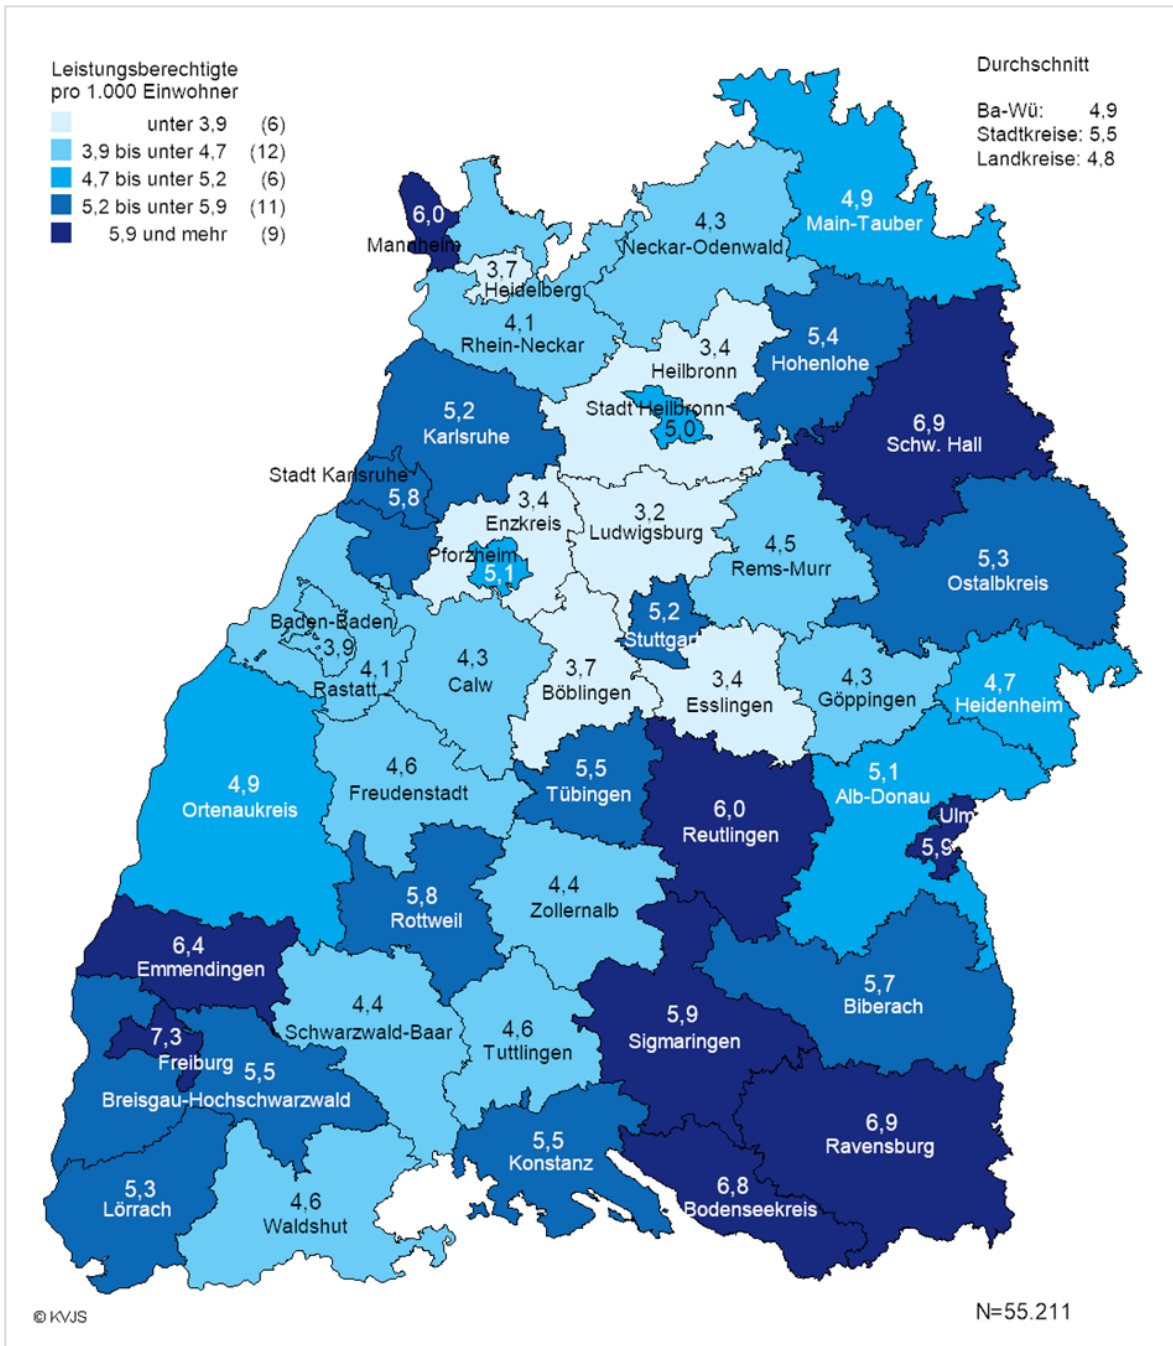 Leistungsberechtigte
pro 1.000 Einwohner
unter 3,9 (6)
3,9 bis unter 4,7 (12)
4,7 bis unter 5,2 (6)
5,2 bis unter 5,9 (11)
5,9 und mehr (9)
Durchschnitt
Ba-Wü: 4,9
Stadtkreise: 5,5
Landkreise: 4,8
6,0
Mannheim
3,7
Heidelberg
4,1
Rhein-Neckar
4,3
Neckar-Odenwald
4,9
Main-Tauber
3,4
Heilbronn
Stadt Heilbronn
5,0
5,4
Hohenlohe
6,9
Schw. Hall
5,2
Karlsruhe
Stadt Karlsruhe
5,8
3,4
Enzkreis
Pforzheim
5,1
3,2
Ludwigsburg
4,5
Rems-Murr
5,3
Ostalbkreis
5,2
Stuttgart
Baden-Baden
3,9
4,1
Rastatt
4,3
Calw
3,7
Böblingen
3,4
Esslingen
4,3
Göppingen
4,7
Heidenheim
4,9
Ortenaukreis
4,6
Freudenstadt
5,5
Tübingen
6,0
Reutlingen
5,1
Alb-Donau
Ulm
5,9
5,8
Rottweil
4,4
Zollernalb
6,4
Emmendingen
4,4
Schwarzwald-Baar
4,6
Tuttlingen
5,9
Sigmaringen
5,7
Biberach
7,3
Freiburg
5,5
Breisgau-Hochschwarzwald
5,3
Lörrach
4,6
Waldshut
5,5
Konstanz
6,8
Bodenseekreis
6,9
Ravensburg
© KVJS
N=55.211